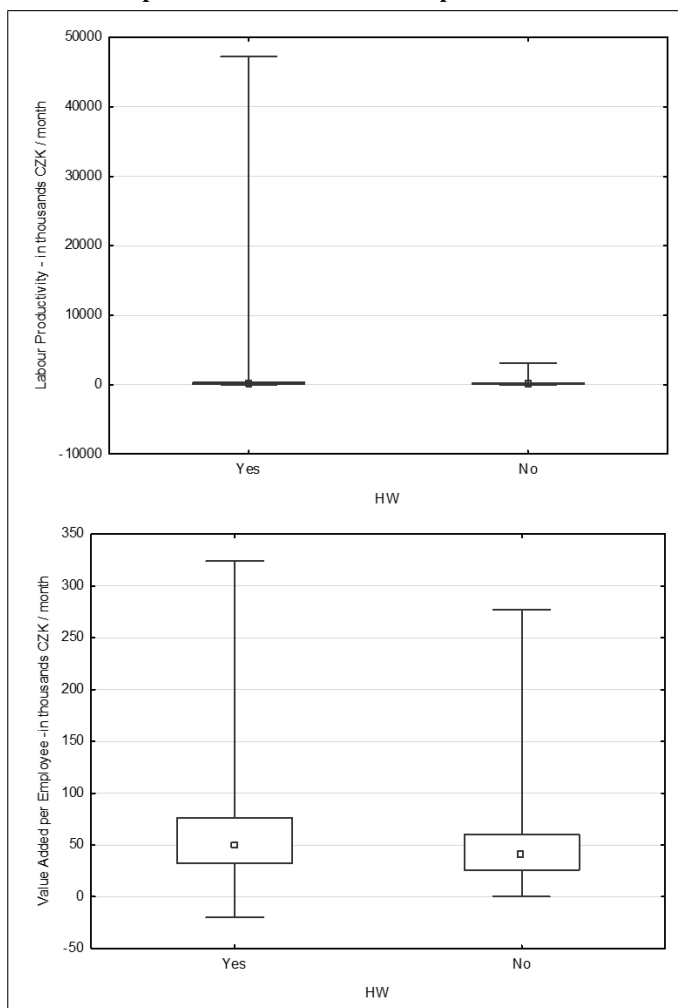 50000
40000
30000
20000
10000
0
-10000
Labour Productivity - in thousands CZK / month
Yes No
HW
350
300
250
200
150
100
50
0
-50
Value Added per Employee -in thousands CZK / month
Yes No
HW